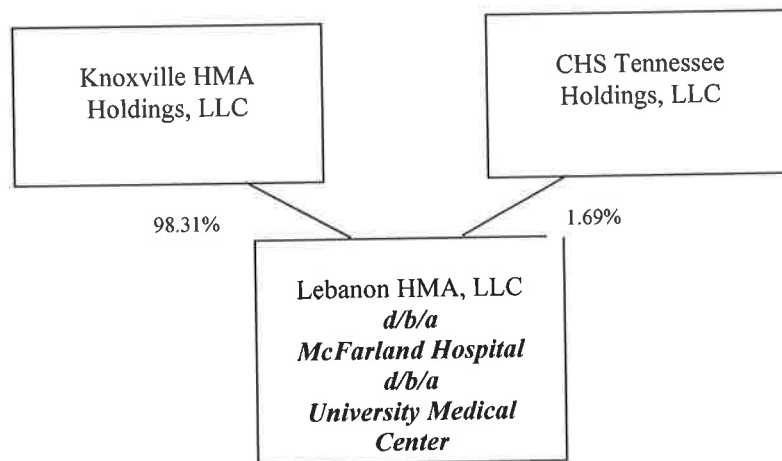 Knoxville HMA
Holdings, LLC
CHS Tennessee
Holdings, LLC
98.31%
1.69%
Lebanon HMA, LLC
d/b/a
McFarland Hospital
d/b/a
University Medical
Center